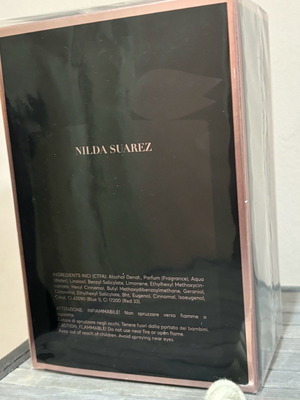 NILDA SUAREZ
INGREDIENTS INCI (CTFA): Alcohol Denat., Parfum (Fragrance), Aqua
(Water), Linalool, Benzyl Salicylate, Limonene, Ethylhexyl Methoxycin-
namate, Hexyl Cinnamal, Butyl Methoxydibenzoylmethane, Geraniol,
Citronellol, Ethylhexyl Salicylate, Bht, Eugenol, Cinnamal, Isoeugenol,
Citral, CI 42090 (Blue 1), CI 17200 (Red 33).
ATTENZIONE, INFIAMMABILE! Non spruzzare verso fiamme o
Evitare di spruzzare negli occhi. Tenere fuori dalla portata dei bambini.
CAUTION, FLAMMABLE! Do not use near fire or open flame.
Keep out of reach of children. Avoid spraying near eyes.